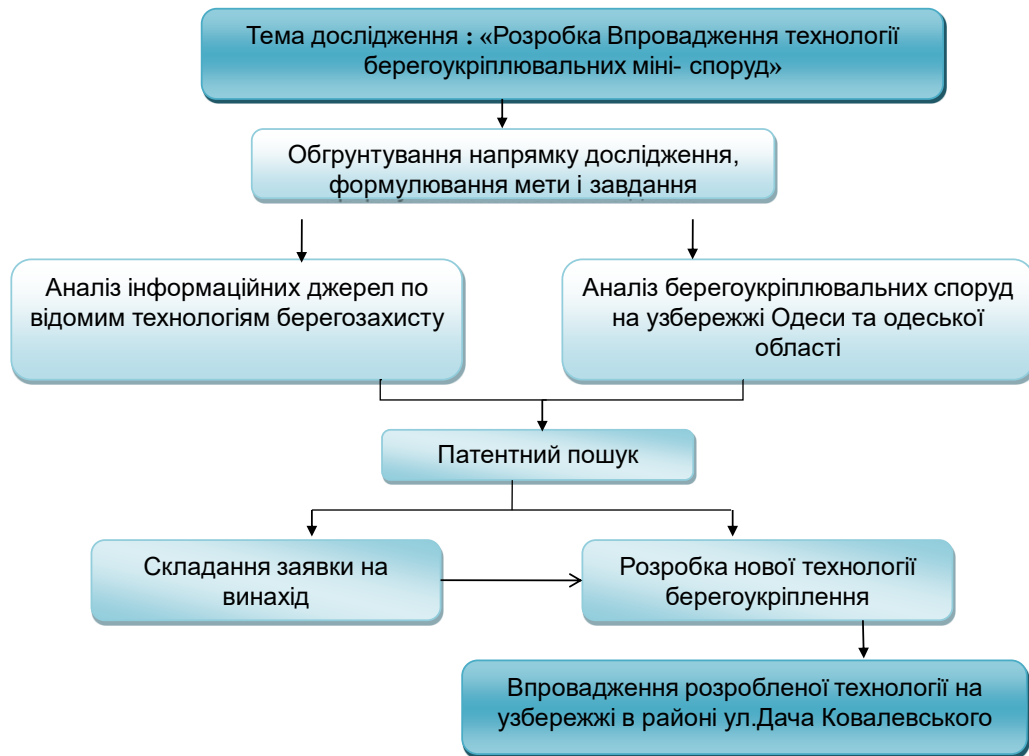 Тема дослідження : «Розробка Впровадження технології
берегоукріплювальних міні- споруд»
Обгрунтування напрямку дослідження,
формулювання мети і завдання
Аналіз інформаційних джерел по
відомим технологіям берегозахисту
Аналіз берегоукріплювальних споруд
на узбережжі Одеси та одеської
області
Патентний пошук
Складання заявки на
винахід
Розробка нової технології
берегоукріплення
Впровадження розробленої технології на
узбережжі в районі ул.Дача Ковалевського